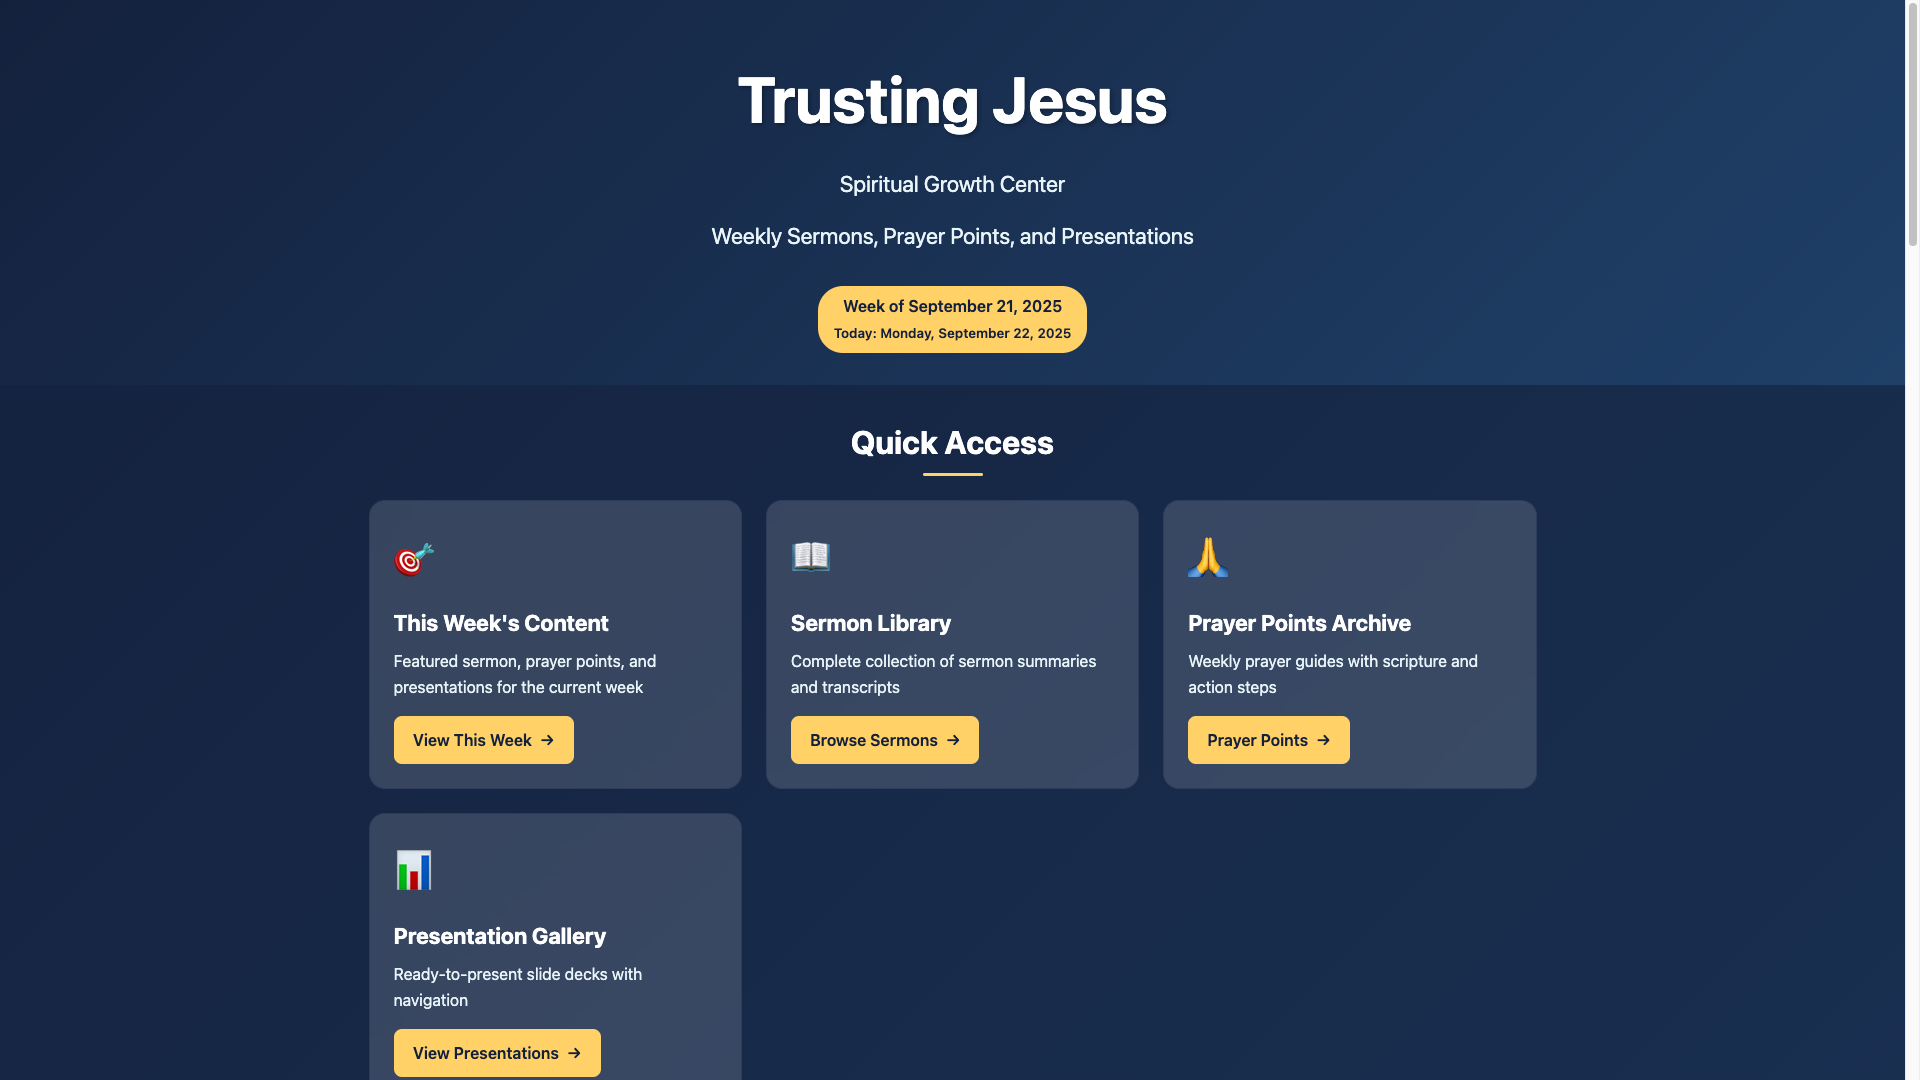 Trusting Jesus
Spiritual Growth Center
Weekly Sermons, Prayer Points, and Presentations
Week of September 21, 2025
Today: Monday, September 22, 2025
Quick Access
This Week's Content
Featured sermon, prayer points, and
presentations for the current week
View This Week →
Sermon Library
Complete collection of sermon summaries
and transcripts
Browse Sermons →
Prayer Points Archive
Weekly prayer guides with scripture and
action steps
Prayer Points →
Presentation Gallery
Ready-to-present slide decks with
navigation
View Presentations →